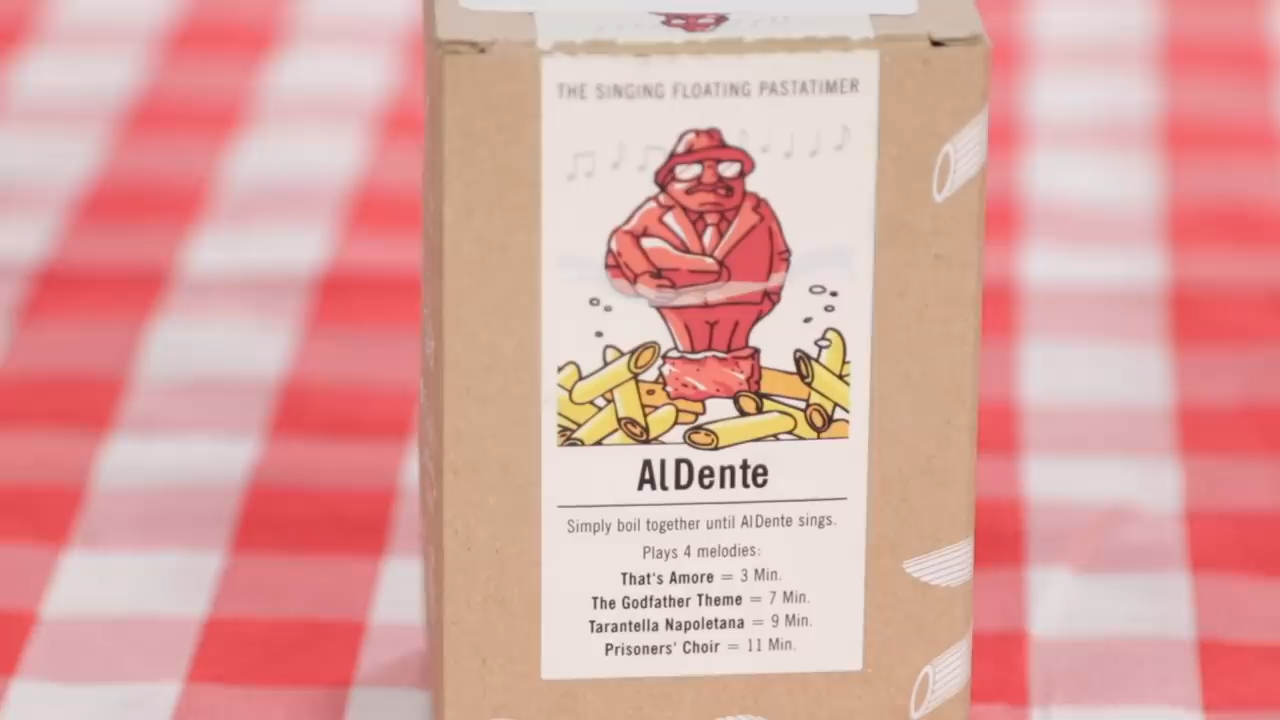 THE SINGING FLOATING PASTATIMER
AlDente
Simply boil together until AlDente sings.
Plays 4 melodies:
That's Amore = 3 Min.
The Godfather Theme = 7 Min.
Tarantella Napoletana = 9 Min.
Prisoners' Choir = 11 Min.